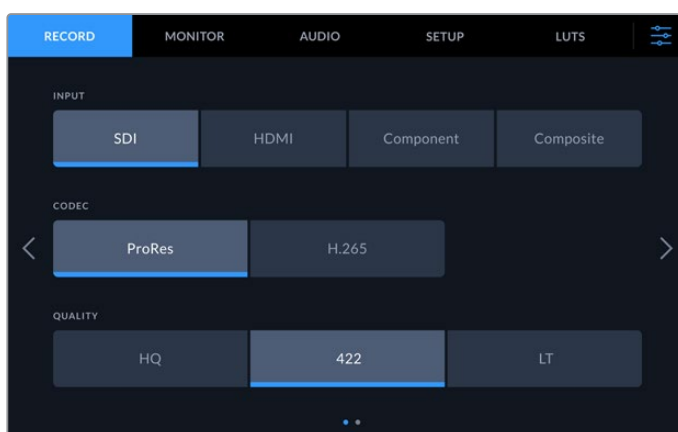 RECORD MONITOR AUDIO SETUP LUTS
INPUT
SDI HDMI Component Composite
CODEC
ProRes H.265
QUALITY
HQ 422 LT